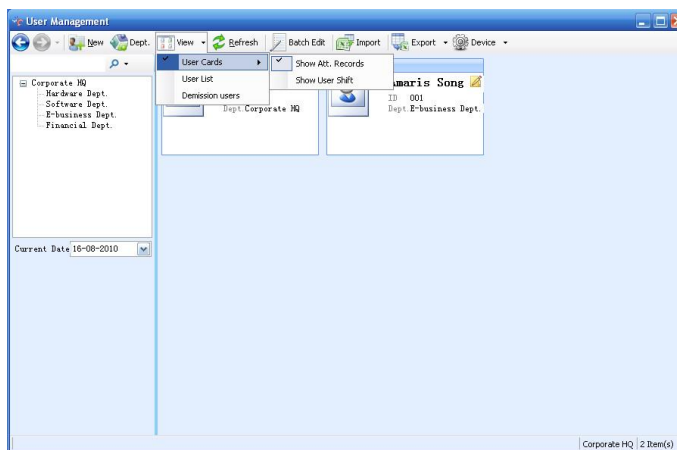 User Management
New Dept. View Refresh Batch Edit Import Export Device
User Cards
User List
Demission users
Show Att. Records
Show User Shift
Corporate HQ
Hardware Dept.
Software Dept.
E-business Dept.
Financial Dept.
Dept.Corporate HQ
maris Song
ID 001
Dept.E-business Dept.
Current Date 16-08-2010
Corporate HQ 2 Item(s)